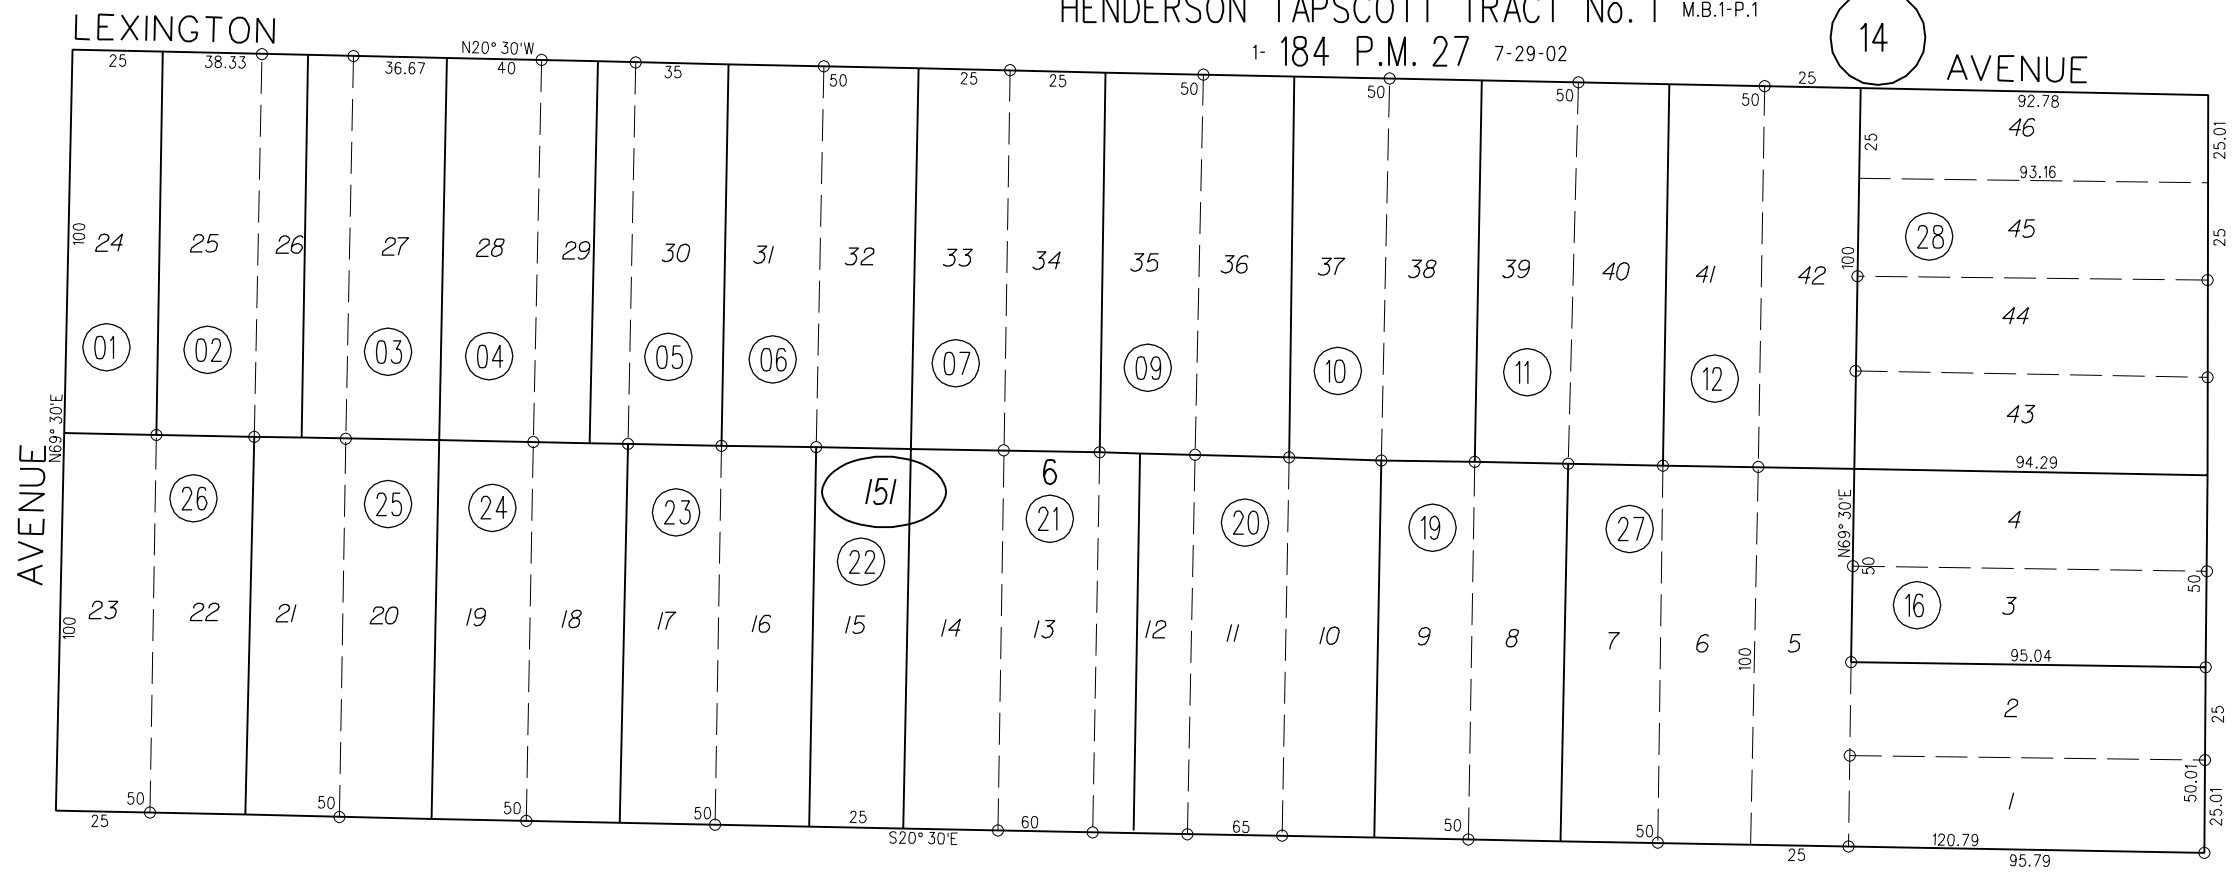 HENDERSON TAPSCOTT TRACT No. 1 M.B.1-P.1
1- 184 P.M. 27 7-29-02
14
LEXINGTON
AVENUE
N20°30'W
25 38.33 36.67 40 35 50 25 25 50 50 50 50 25 92.78
46
25 25.01
93.16
100 24 25 26 27 28 29 30 31 32 33 34 35 36 37 38 39 40 41 42 100 28 45 25
44
01 02 03 04 05 06 07 09 10 11 12
43
N69°30'E
94.29
AVENUE
26 25 24 23 151 22 6 21 20 19 27
N69°30'E
4
50 50
16 3
100 23 22 21 20 19 18 17 16 15 14 13 12 11 10 9 8 7 6 100 5
95.04
2 25
50.01
1 25.01
50 50 50 50 50 50
25 25 60 65 25 120.79
S20°30'E
95.79